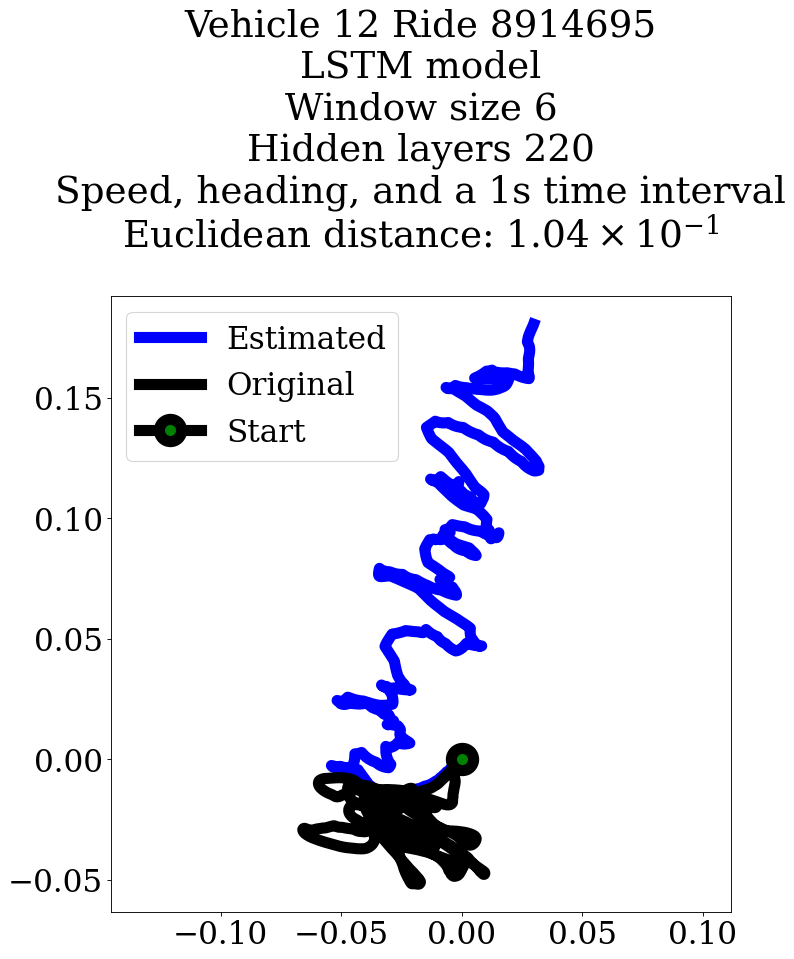 Vehicle 12 Ride 8914695
LSTM model
Window size 6
Hidden layers 220
Speed, heading, and a 1s time interval
Euclidean distance: 1.04 × 10⁻¹
Estimated
Original
Start
0.15
0.10
0.05
0.00
−0.05
−0.10
−0.05
0.00
0.05
0.10